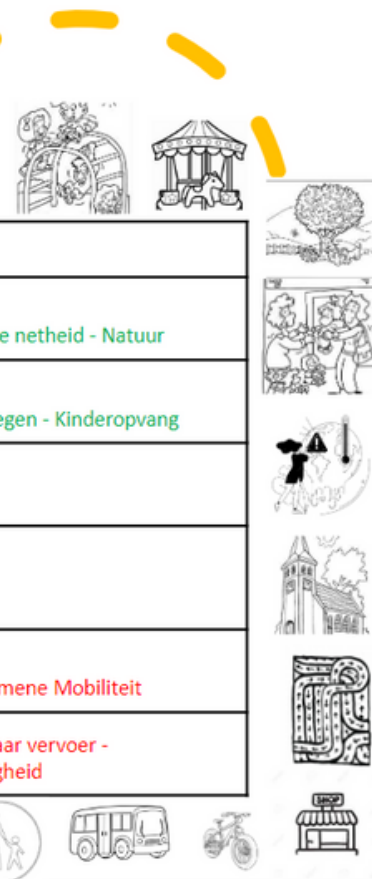 e netheid - Natuur
egen - Kinderopvang
mene Mobiliteit
aar vervoer -
gheid
SHOP